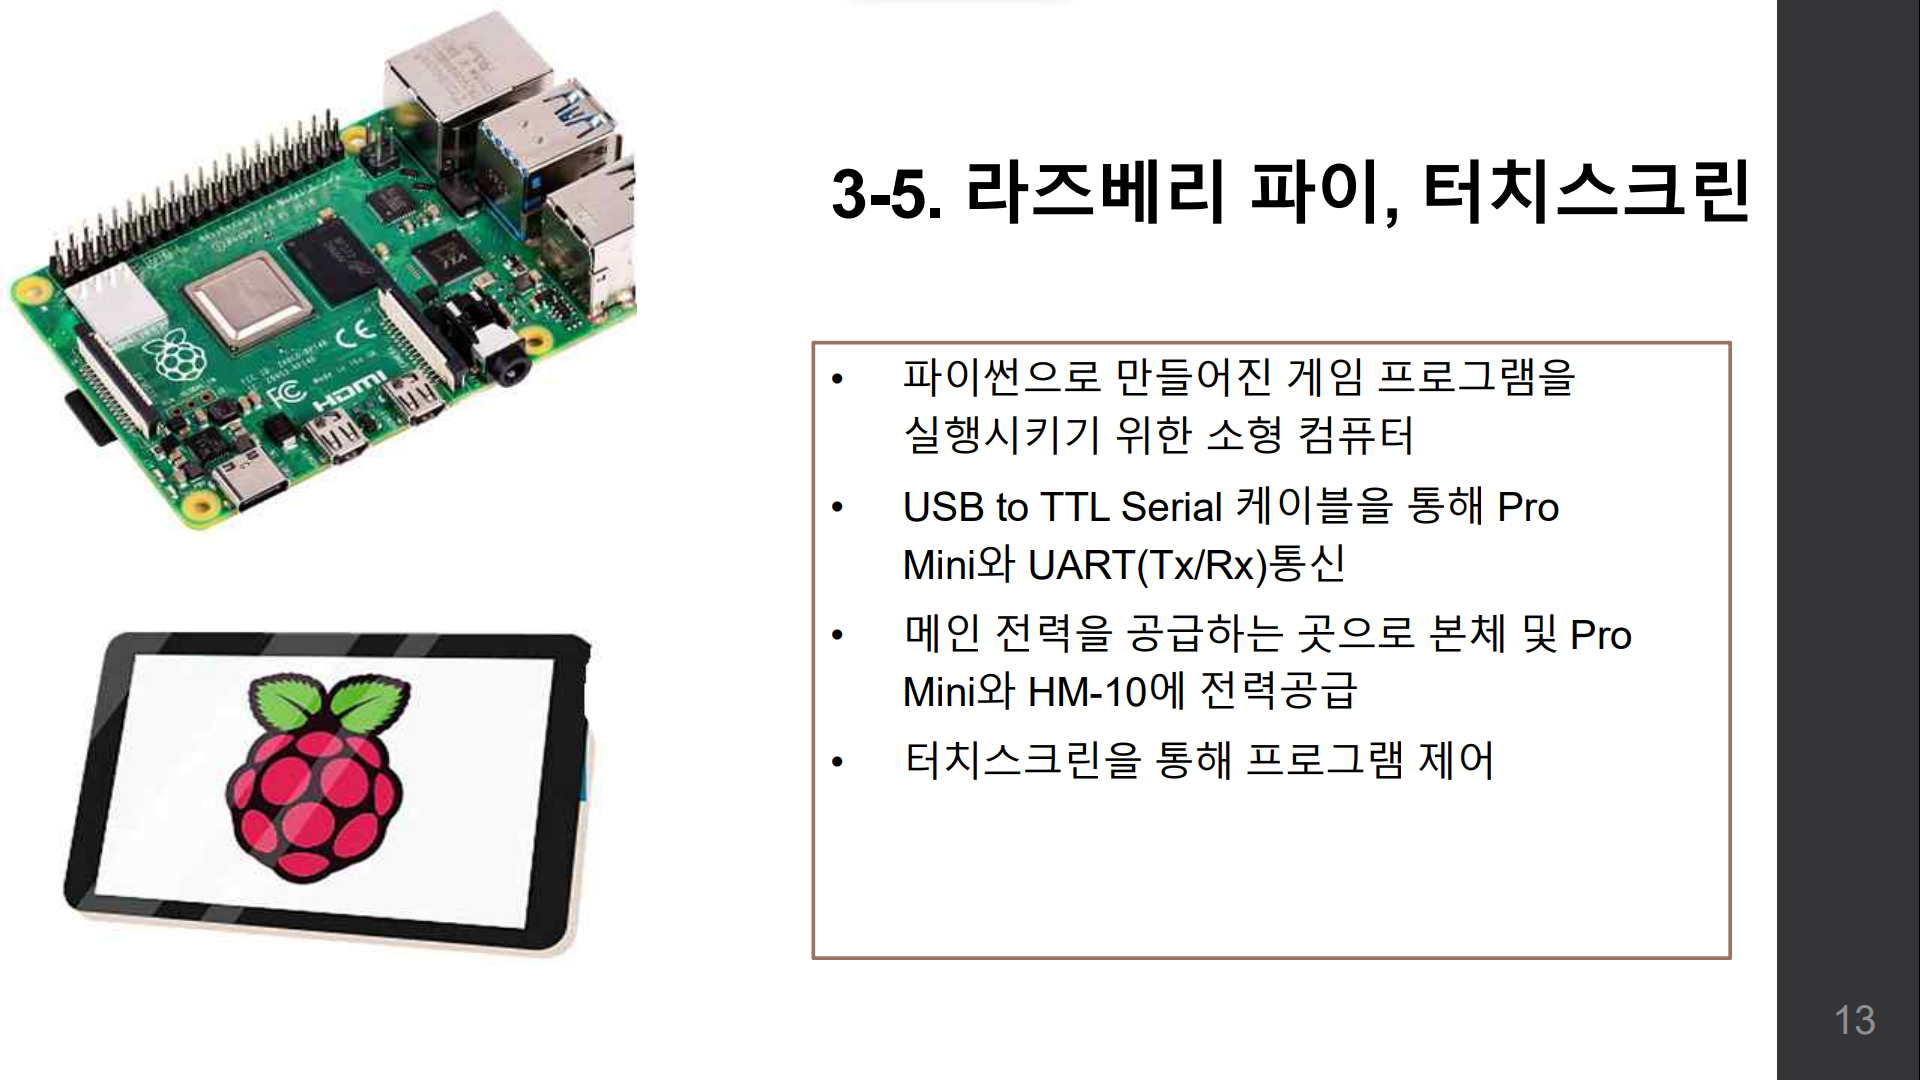 3-5. 라즈베리 파이, 터치스크린
• 파이썬으로 만들어진 게임 프로그램을
실행시키기 위한 소형 컴퓨터
• USB to TTL Serial 케이블을 통해 Pro
Mini와 UART(Tx/Rx)통신
• 메인 전력을 공급하는 곳으로 본체 및 Pro
Mini와 HM-10에 전력공급
• 터치스크린을 통해 프로그램 제어
13
HDMI